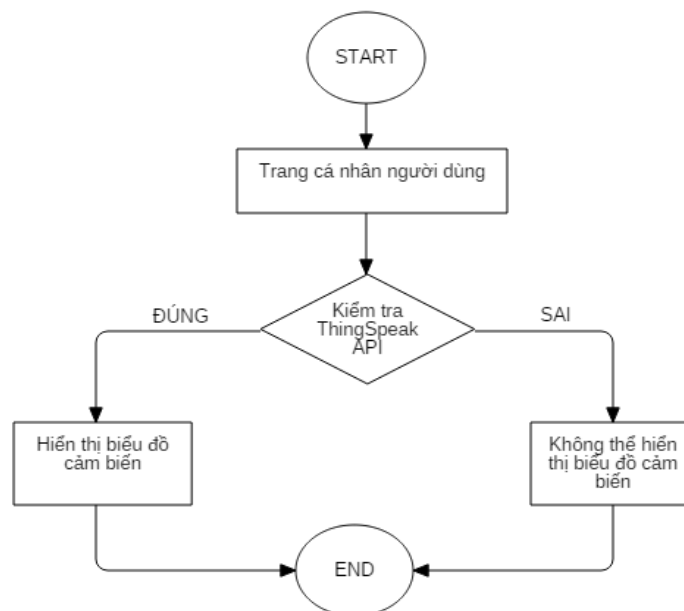 START
Trang cá nhân người dùng
Kiểm tra
ThingSpeak
API
ĐÚNG
SAI
Hiển thị biểu đồ
cảm biến
Không thể hiển
thị biểu đồ cảm
biến
END